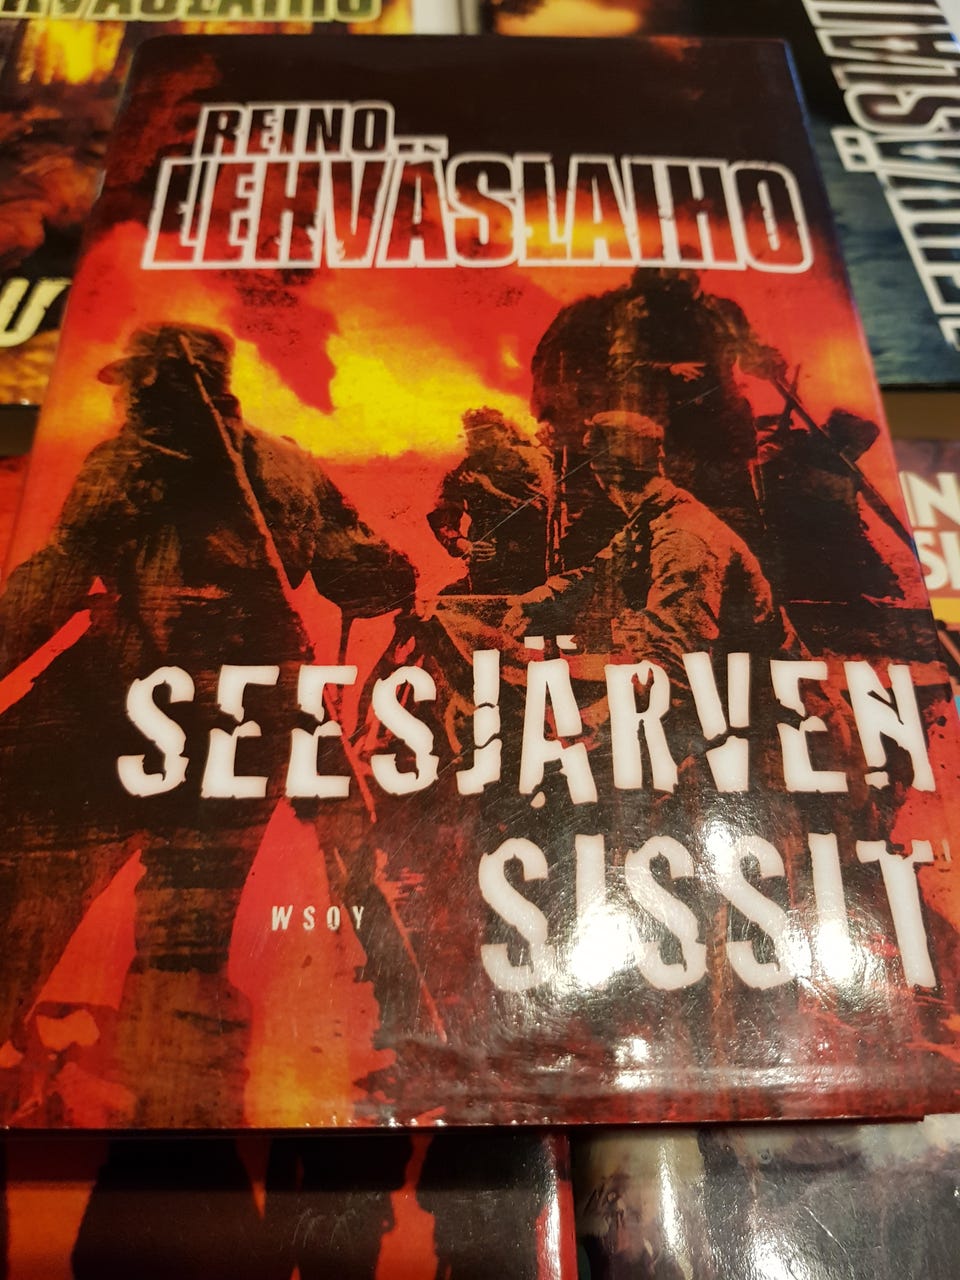 REINO
LEHVÄSLAIHO
SEESJÄRVEN
SISSIT
WSOY